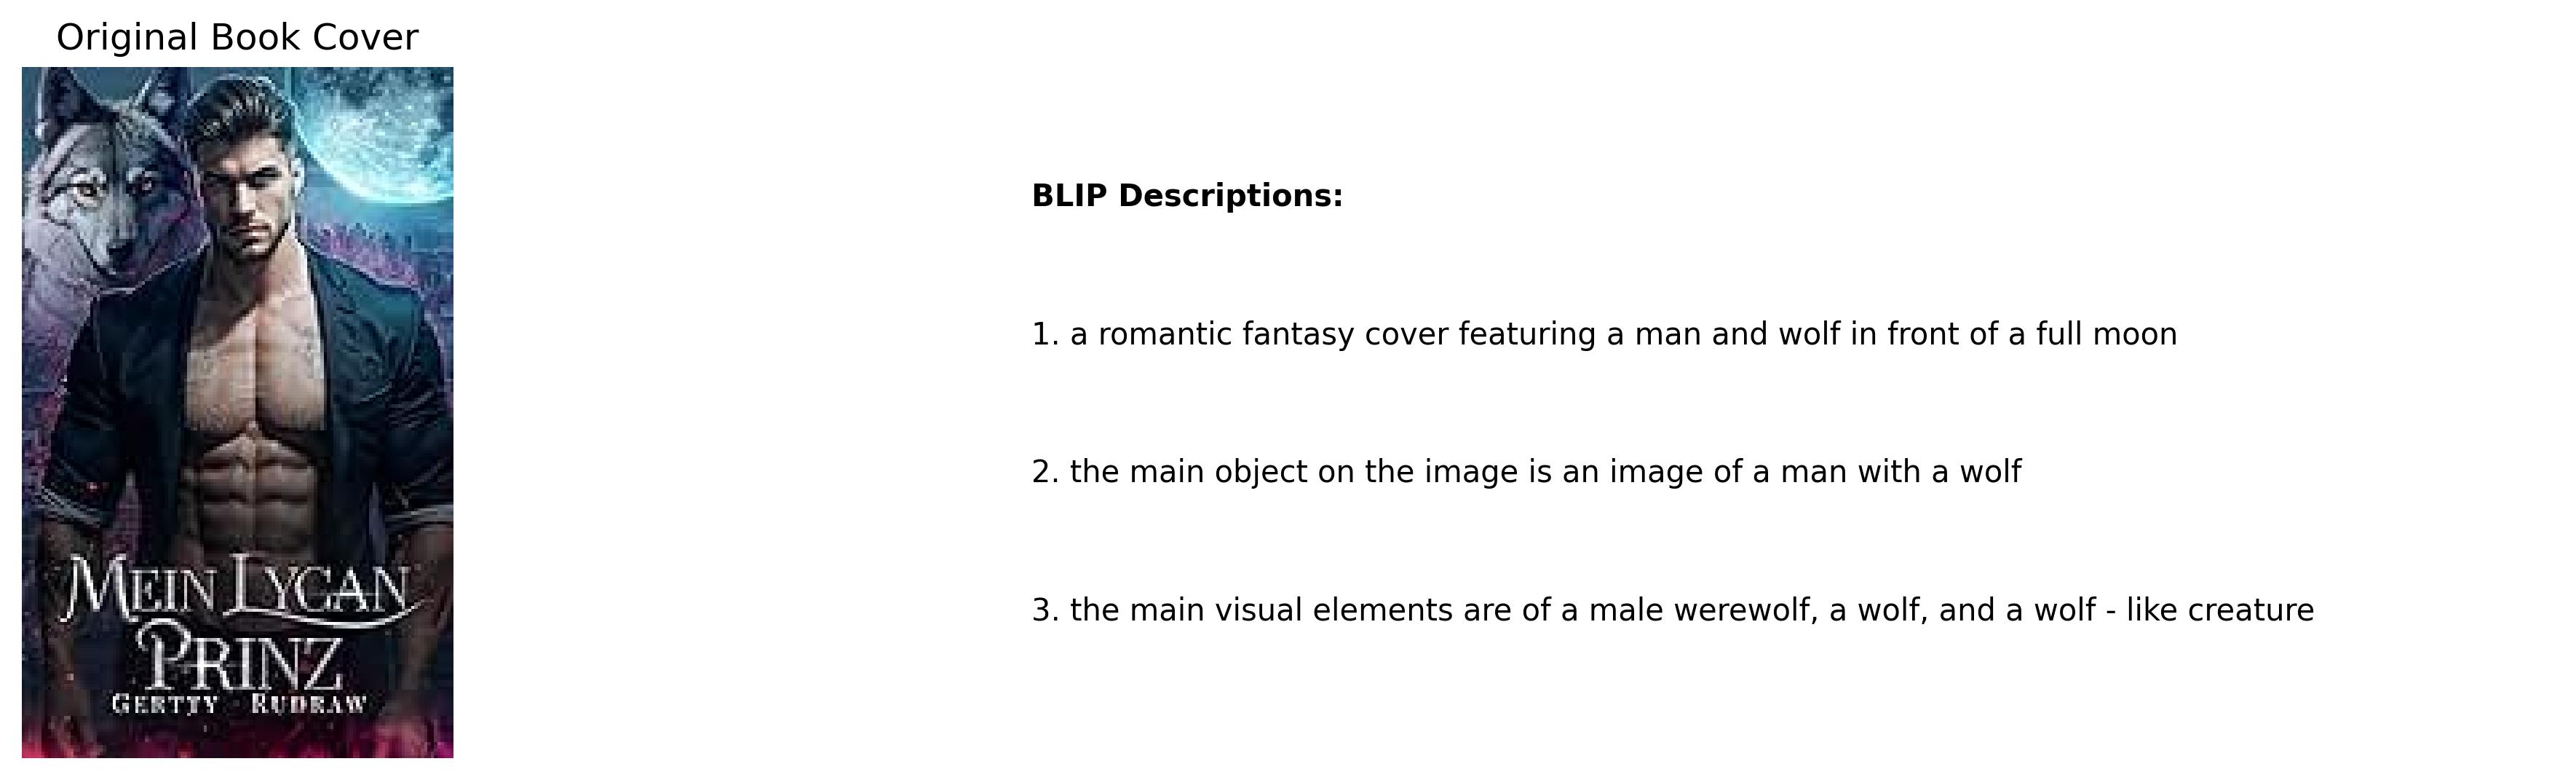 Original Book Cover
MEIN LYCAN
PRINZ
GERTTY RUDRAW
BLIP Descriptions:
1. a romantic fantasy cover featuring a man and wolf in front of a full moon
2. the main object on the image is an image of a man with a wolf
3. the main visual elements are of a male werewolf, a wolf, and a wolf - like creature